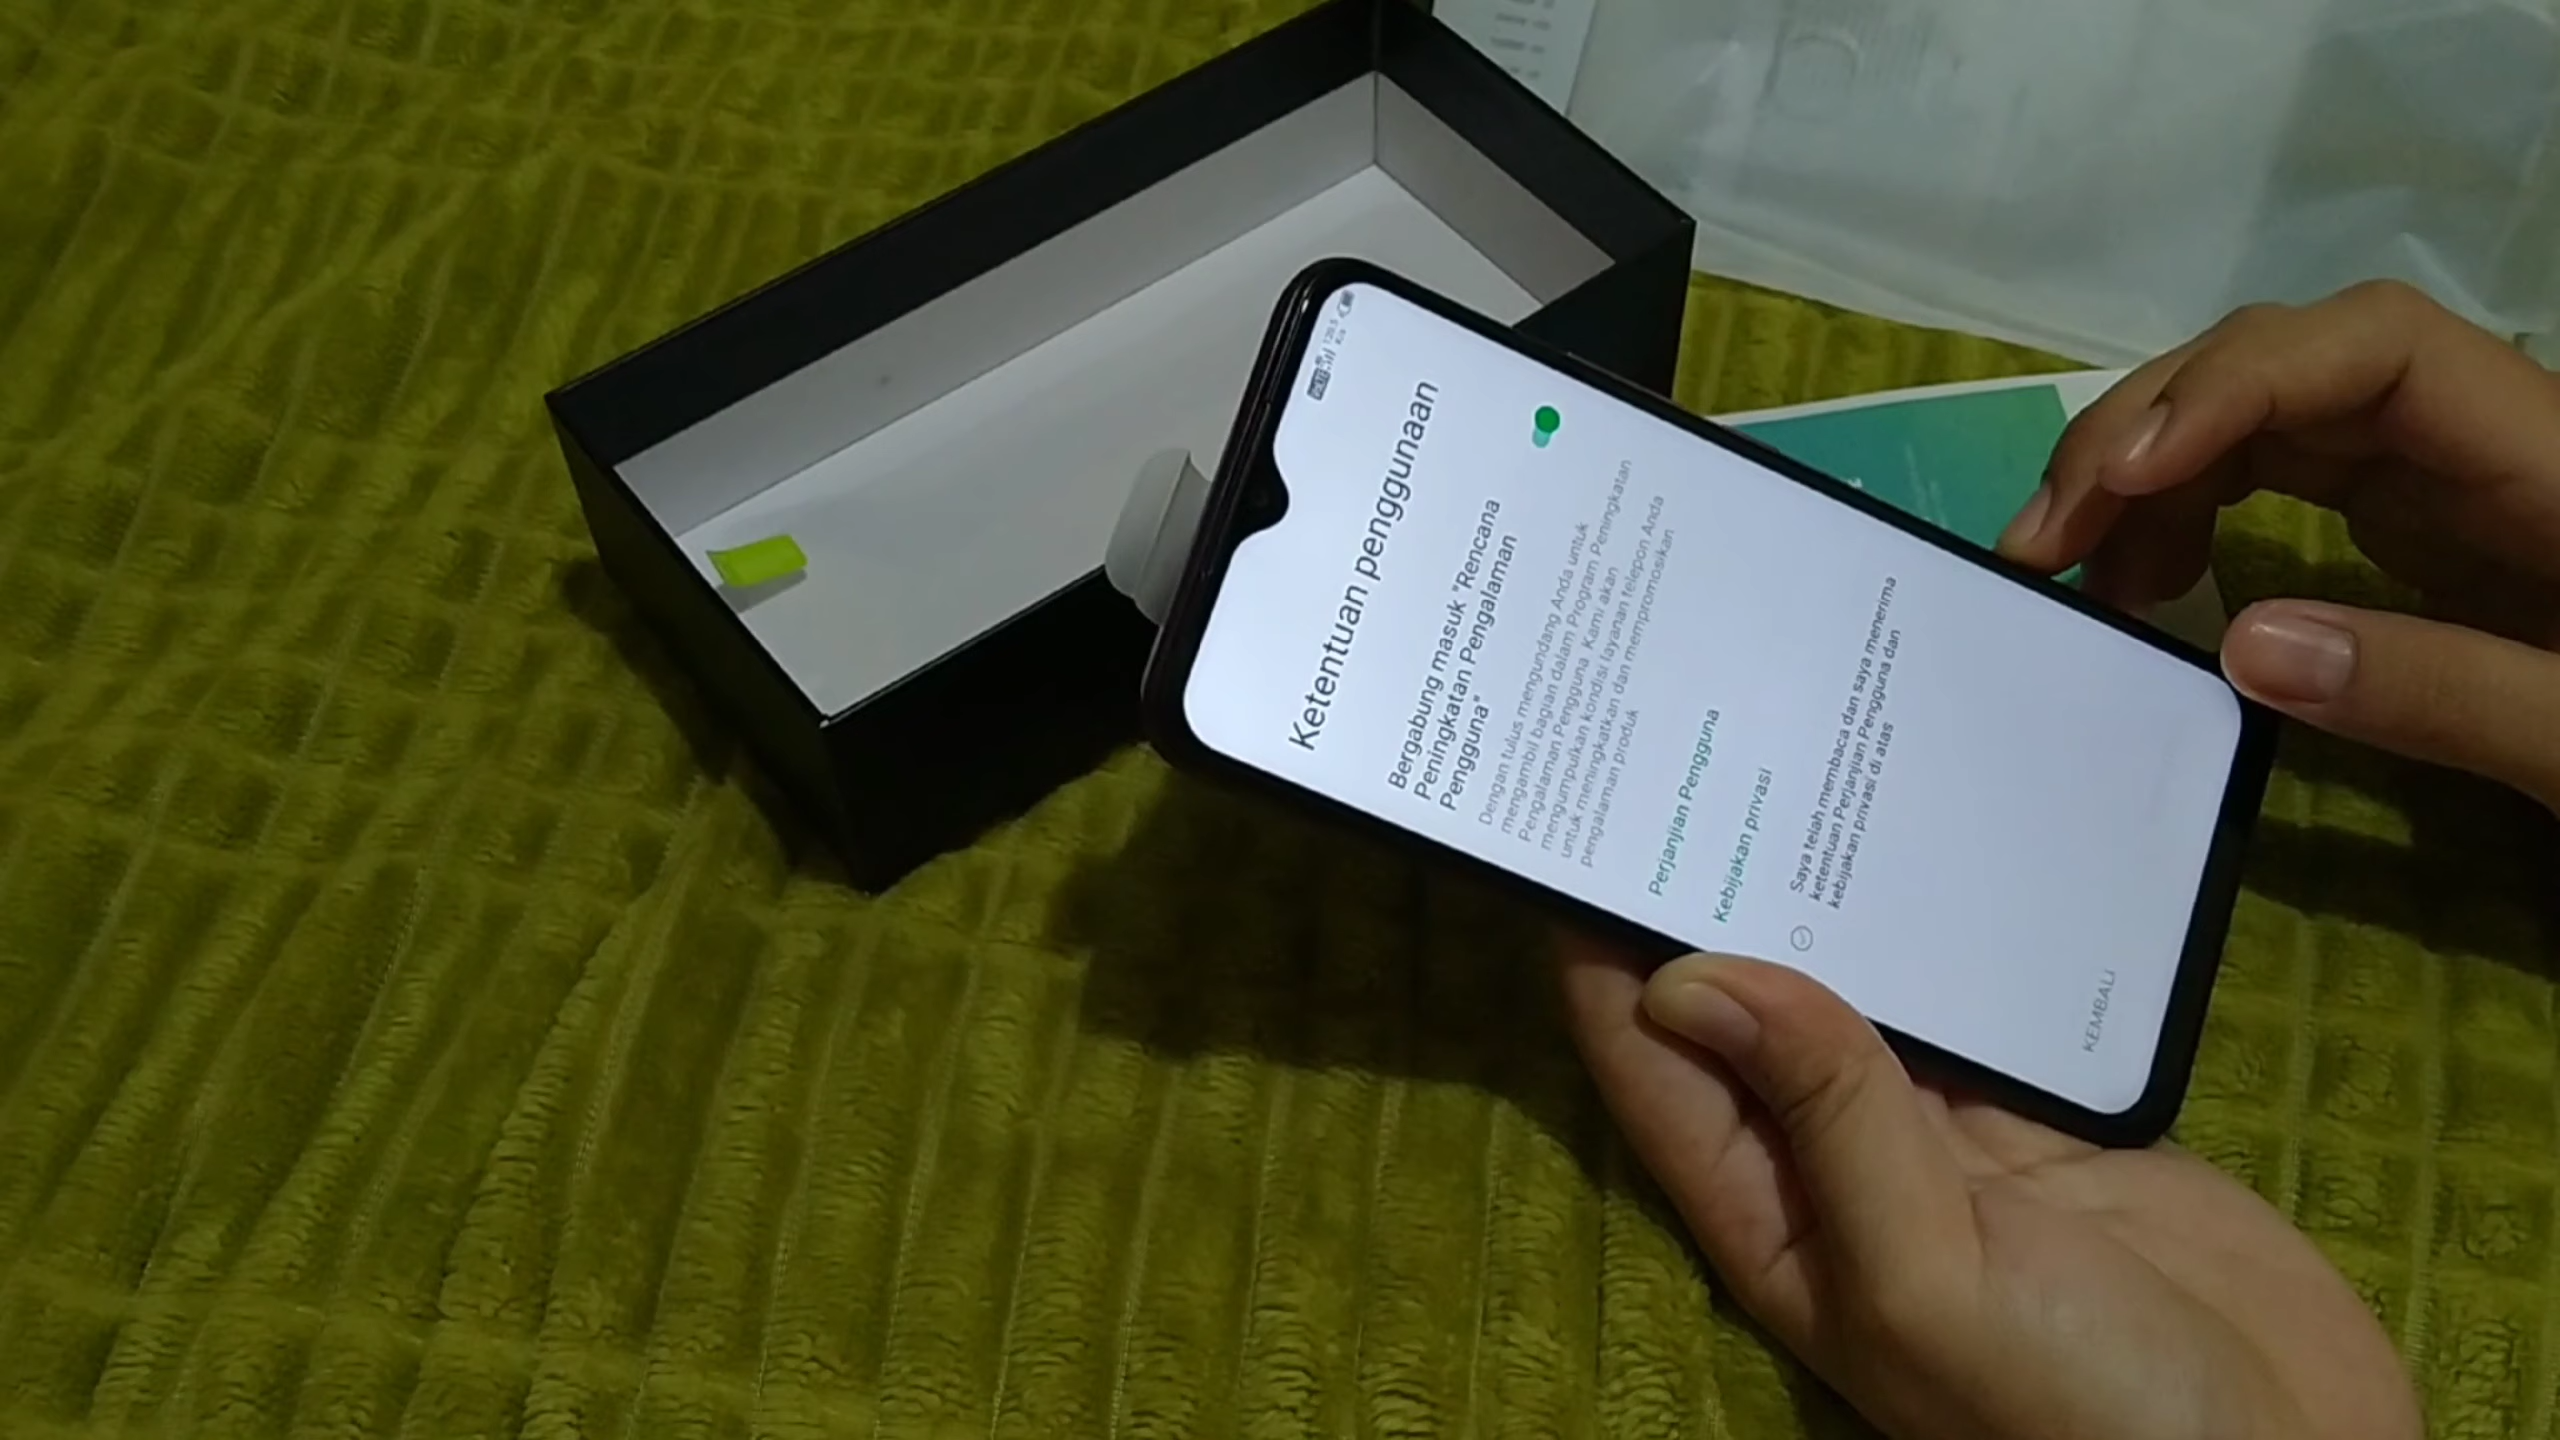 Ketentuan penggunaan
Bergabung masuk "Rencana
Peningkatan Pengalaman
Pengguna"
Dengan tulus mengundang Anda untuk
mengambil bagian dalam Program Peningkatan
Pengalaman Pengguna. Kami akan
mengumpulkan kondisi layanan telepon Anda
untuk meningkatkan dan mempromosikan
pengalaman produk
Perjanjian Pengguna
Kebijakan privasi
Saya telah membaca dan saya menerima
ketentuan Perjanjian Pengguna dan
kebijakan privasi di atas
KEMBALI